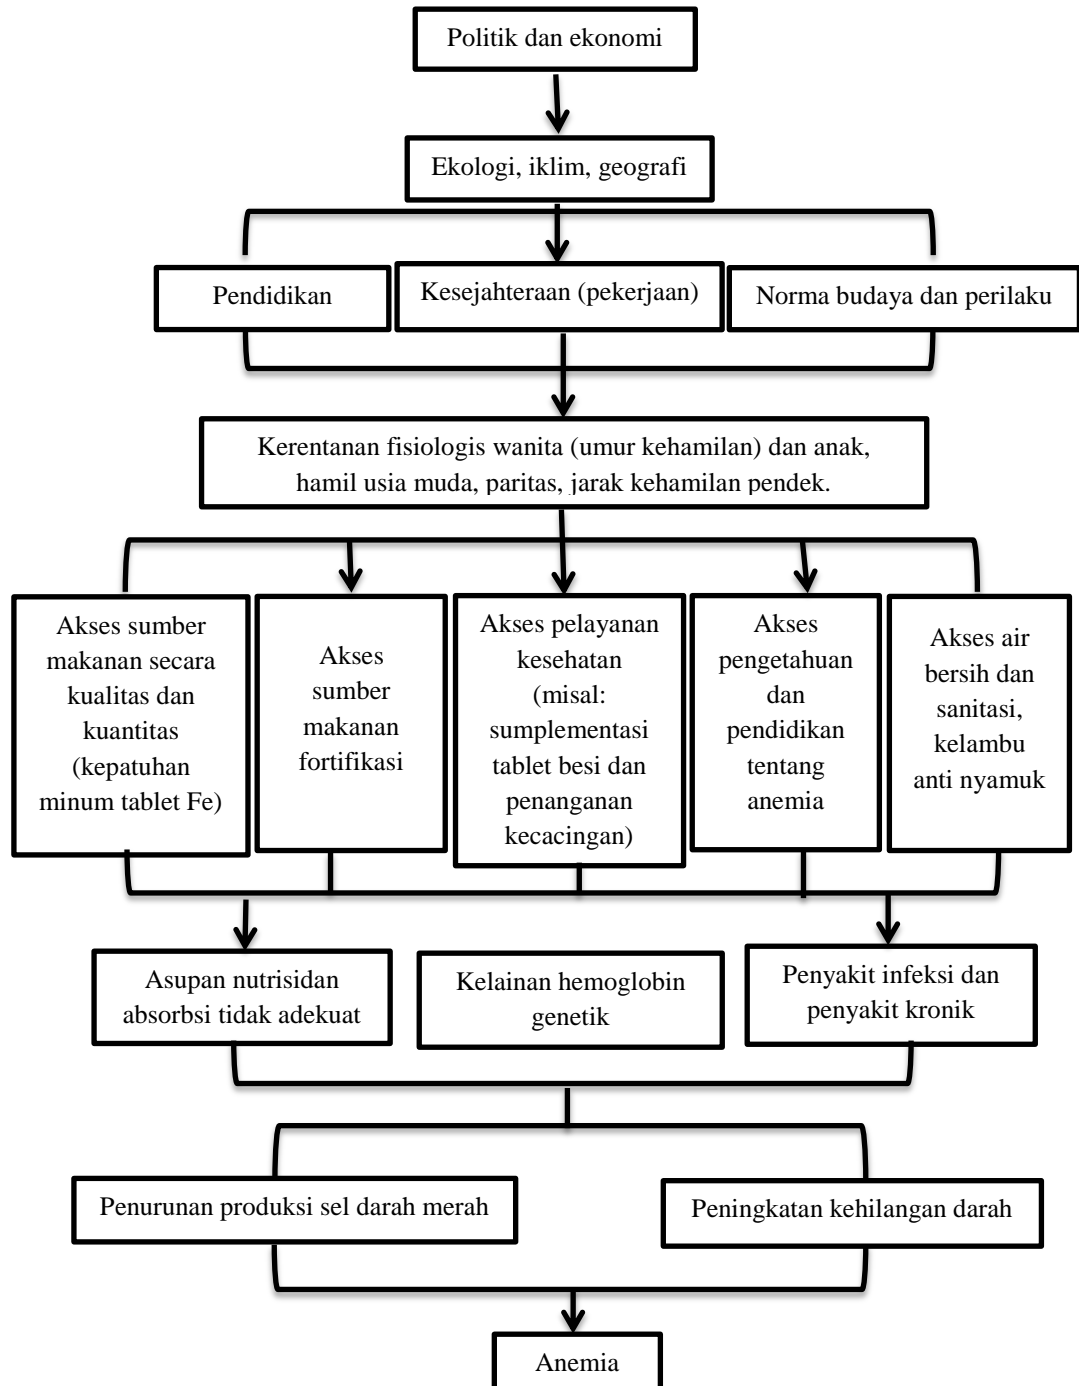 Politik dan ekonomi
Ekologi, iklim, geografi
Pendidikan
Kesejahteraan (pekerjaan)
Norma budaya dan perilaku
Kerentanan fisiologis wanita (umur kehamilan) dan anak,
hamil usia muda, paritas, jarak kehamilan pendek.
Akses sumber
makanan secara
kualitas dan
kuantitas
(kepatuhan
minum tablet Fe)
Akses
sumber
makanan
fortifikasi
Akses pelayanan
kesehatan
(misal:
sumplementasi
tablet besi dan
penanganan
kecacingan)
Akses
pengetahuan
dan
pendidikan
tentang
anemia
Akses air
bersih dan
sanitasi,
kelambu
anti nyamuk
Asupan nutrisidan
absorbsi tidak adekuat
Kelainan hemoglobin
genetik
Penyakit infeksi dan
penyakit kronik
Penurunan produksi sel darah merah
Peningkatan kehilangan darah
Anemia